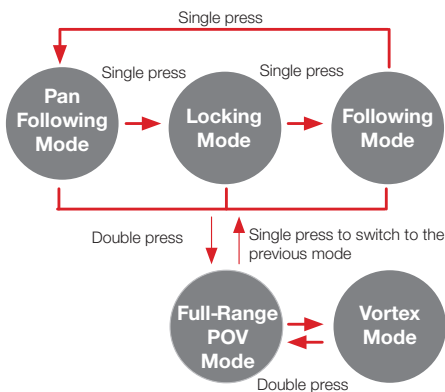 Single press
Single press
Single press
Pan
Following
Mode
Locking
Mode
Following
Mode
Double press
Single press to switch to the
previous mode
Full-Range
POV
Mode
Vortex
Mode
Double press